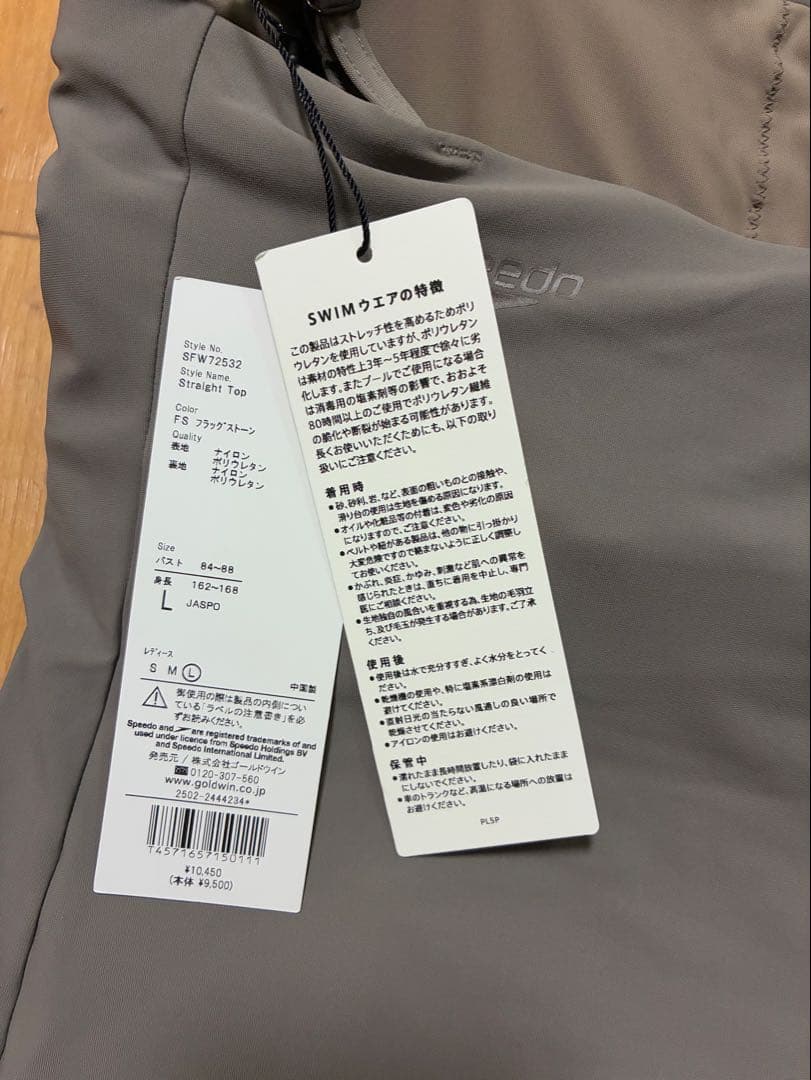 Style No.
SFW72532
Style Name.
Straight Top
Color
FS フラッグストーン
Quality
表地 ナイロン
ポリウレタン
裏地 ナイロン
ポリウレタン
Size
バスト 84~88
身長 162~168
L JASPO
レディース
S M L
中国製
御使用の際は製品の内側につい
ている「ラベルの注意書き」を必
ずお読みください。
Speedo and are registered trademarks of and
used under licence from Speedo Holdings BV
and Speedo International Limited.
発売元 / 株式会社ゴールドウイン
0120-307-560
www.goldwin.co.jp
2502-2444234*
T4571657150111
¥10,450
(本体 ¥9,500)
SWIMウエアの特徴
この製品はストレッチ性を高めるためポリ
ウレタンを使用していますが、ポリウレタン
は素材の特性上3年~5年程度で徐々に劣
化します。またプールでご使用になる場合
は消毒用の塩素剤等の影響で、おおよそ
80時間以上のご使用でポリウレタン繊維
の脆化や断裂が始まる可能性があります。
長くお使いいただくためにも、以下の取り
扱いにご注意ください。
着用時
●砂、砂利、岩、など、表面の粗いものとの接触や、
滑り台の使用は生地を傷める原因になります。
●オイルや化粧品等の付着は、変色や劣化の原因
になりますので、ご注意ください。
●ベルトや紐がある製品は、他の物に引っ掛かり
大変危険ですので絡まないように正しく調整し
てお使いください。
●かぶれ、炎症、かゆみ、刺激など肌への異常を
感じられたときは、直ちに着用を中止し、専門
医にご相談ください。
●生地独自の風合いを重視する為、生地の毛羽立
ち、及び毛玉が発生する場合があります。ご了承
ください。
使用後
●使用後は水で充分すすぎ、よく水分をとってく
ださい。
●乾燥機の使用や、特に塩素系漂白剤の使用は
避けてください。
●直射日光の当たらない風通しの良い場所で
乾燥させてください。
●アイロンの使用はお避けください。
保管中
●濡れたまま長時間放置したり、袋に入れたまま
にしないでください。
●車のトランクなど、高温になる場所への放置は
お避けください。
PLSP
eedo